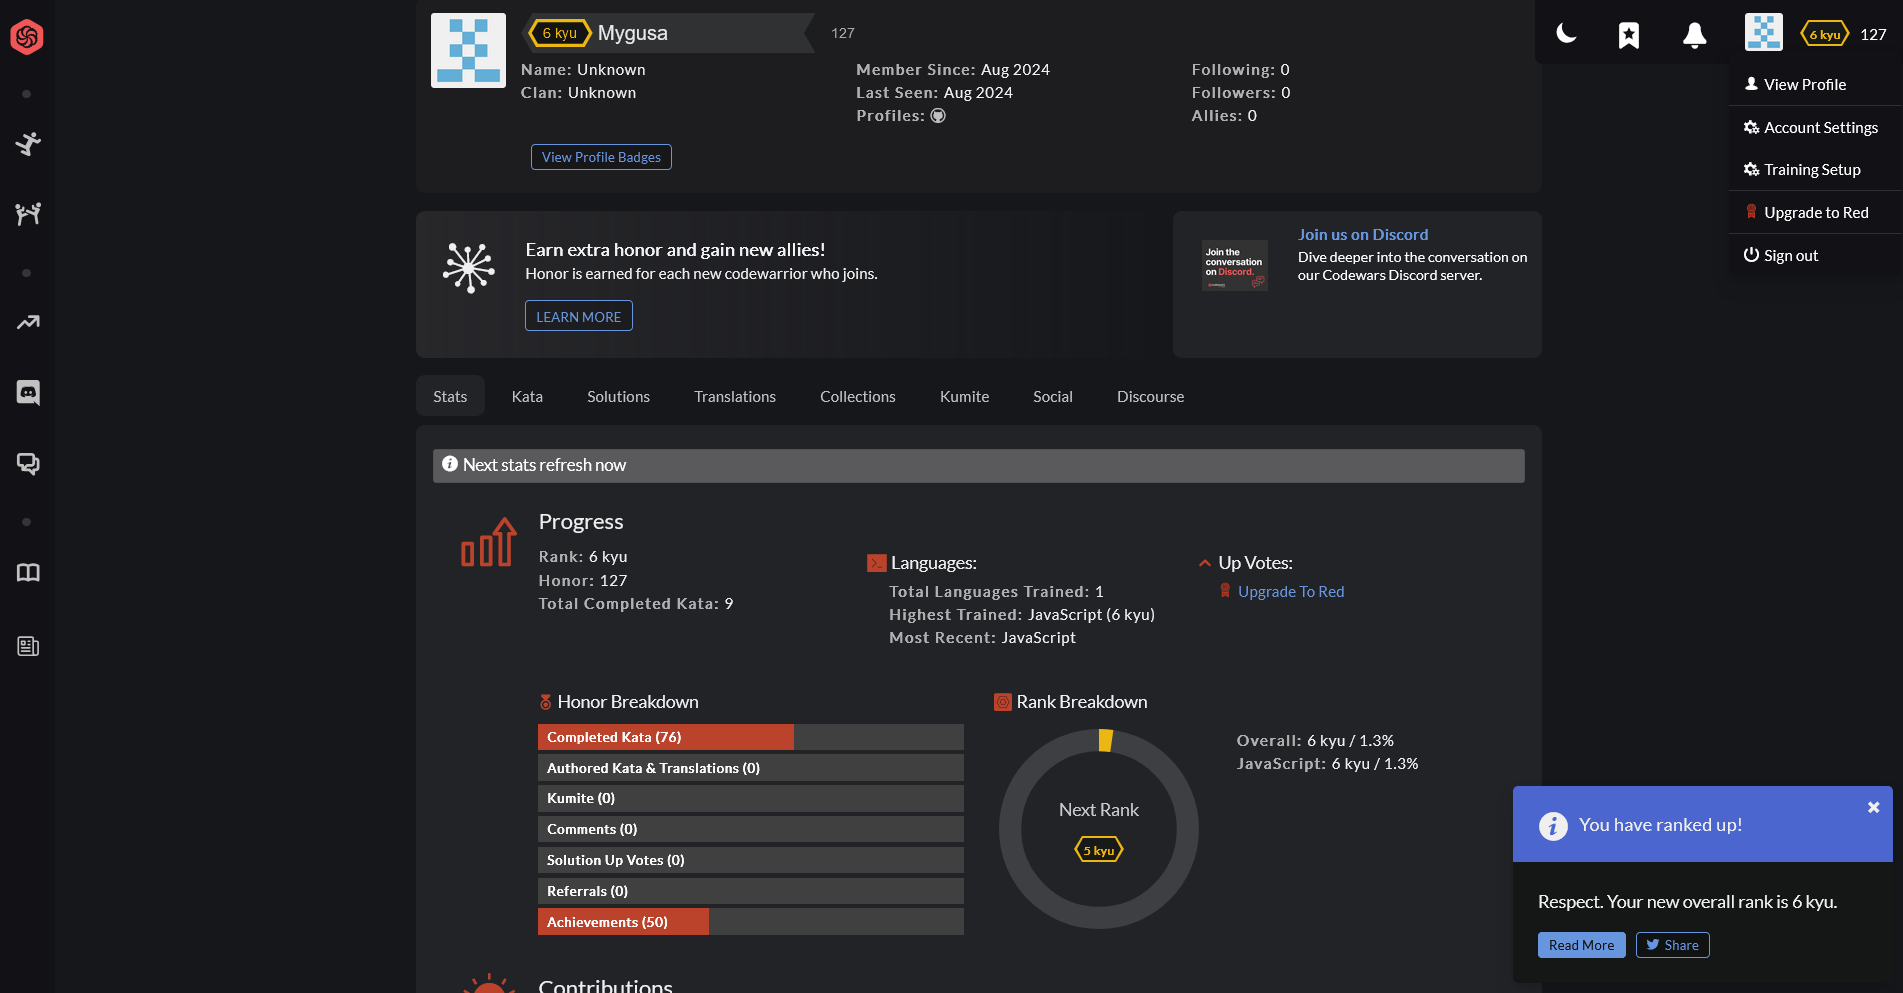 6 kyu Mygusa 127
Name: Unknown
Clan: Unknown
Member Since: Aug 2024
Last Seen: Aug 2024
Profiles:
Following: 0
Followers: 0
Allies: 0
View Profile Badges
6 kyu 127
View Profile
Account Settings
Training Setup
Upgrade to Red
Sign out
Earn extra honor and gain new allies!
Honor is earned for each new codewarrior who joins.
LEARN MORE
Join the
conversation
on Discord.
Join us on Discord
Dive deeper into the conversation on
our Codewars Discord server.
Stats Kata Solutions Translations Collections Kumite Social Discourse
Next stats refresh now
Progress
Rank: 6 kyu
Honor: 127
Total Completed Kata: 9
Languages:
Total Languages Trained: 1
Highest Trained: JavaScript (6 kyu)
Most Recent: JavaScript
Up Votes:
Upgrade To Red
Honor Breakdown
Completed Kata (76)
Authored Kata & Translations (0)
Kumite (0)
Comments (0)
Solution Up Votes (0)
Referrals (0)
Achievements (50)
Rank Breakdown
Next Rank
5 kyu
Overall: 6 kyu / 1.3%
JavaScript: 6 kyu / 1.3%
You have ranked up!
Respect. Your new overall rank is 6 kyu.
Read More
Share
Contributions